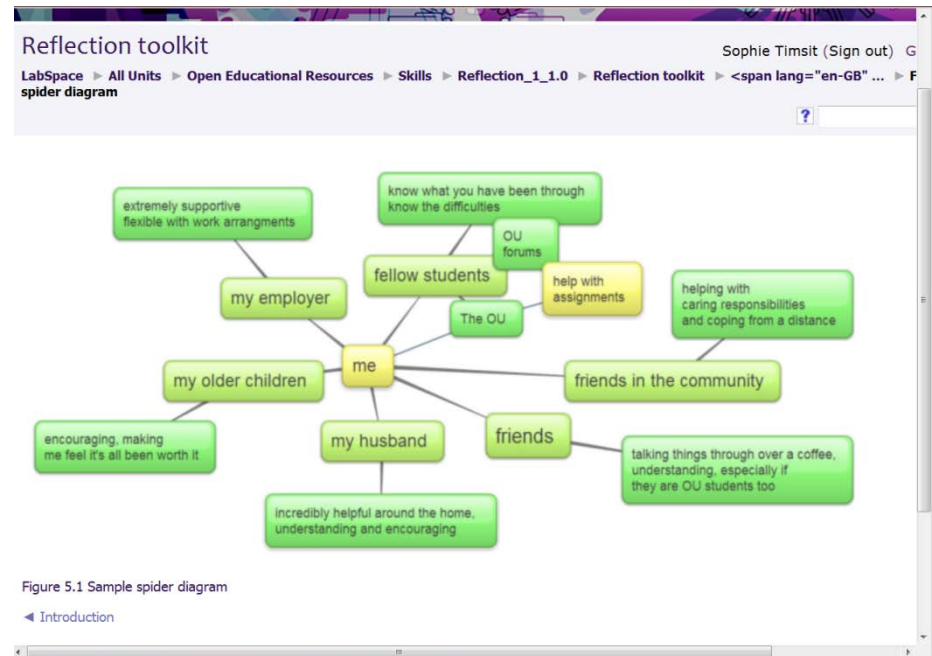 Reflection toolkit
Sophie Timsit (Sign out) G
LabSpace ► All Units ► Open Educational Resources ► Skills ► Reflection_1_1.0 ► Reflection toolkit ► <span lang="en-GB" ... ► F
spider diagram
?
know what you have been through
know the difficulties
extremely supportive
flexible with work arrangments
OU
forums
fellow students
help with
assignments
helping with
caring responsibilities
and coping from a distance
my employer
The OU
me
my older children
friends in the community
encouraging, making
me feel it's all been worth it
my husband
friends
talking things through over a coffee,
understanding, especially if
they are OU students too
incredibly helpful around the home,
understanding and encouraging
Figure 5.1 Sample spider diagram
◄ Introduction